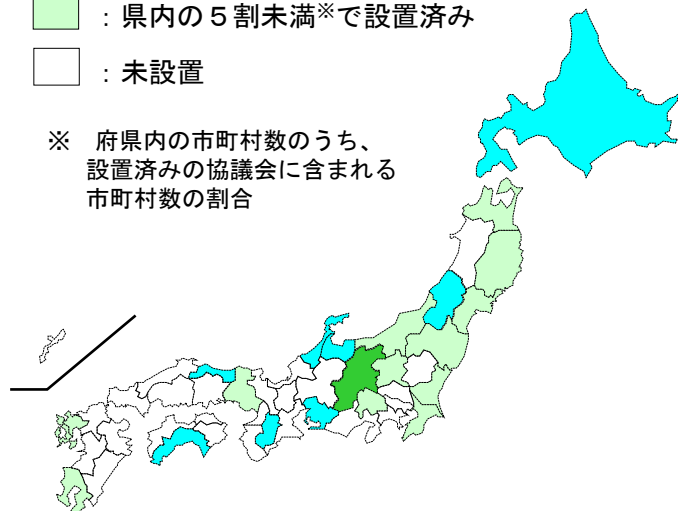 ：県内の５割未満※で設置済み
：未設置
※　府県内の市町村数のうち、
設置済みの協議会に含まれる
市町村数の割合